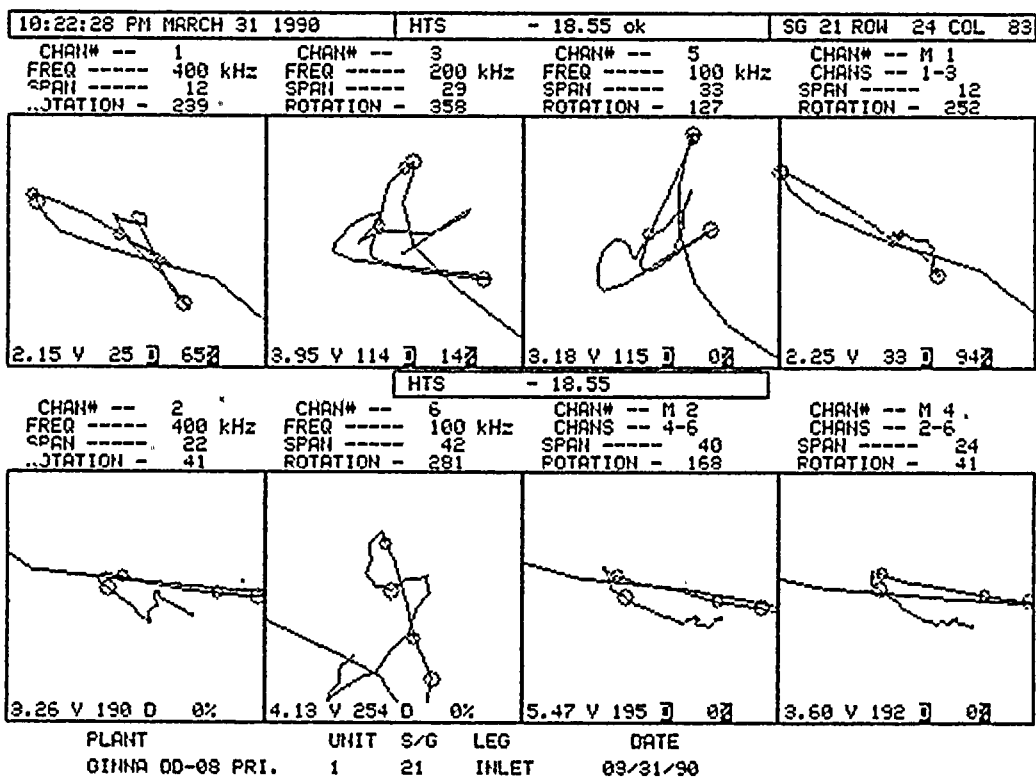 10:22:28 PM MARCH 31 1990 HTS - 18.55 ok SG 21 ROW 24 COL 83
CHAN# -- 1 CHAN# -- 3 CHAN# -- 5 CHAN# -- M 1
FREQ ----- 400 kHz FREQ ----- 200 kHz FREQ ----- 100 kHz CHANS -- 1-3
SPAN ----- 12 SPAN ----- 29 SPAN ----- 33 SPAN ----- 12
..OTATION - 239 ROTATION - 358 ROTATION - 127 ROTATION - 252
2.15 V 25 D 65% 3.95 V 114 D 14% 3.18 V 115 D 0% 2.25 V 33 D 94%
HTS - 18.55
CHAN# -- 2 CHAN# -- 6 CHAN# -- M 2 CHAN# -- M 4
FREQ ----- 400 kHz FREQ ----- 100 kHz CHANS -- 4-6 CHANS -- 2-6
SPAN ----- 22 SPAN ----- 42 SPAN ----- 40 SPAN ----- 24
..OTATION - 41 ROTATION - 281 ROTATION - 168 ROTATION - 41
3.26 V 190 D 0% 4.13 V 254 D 0% 5.47 V 195 D 0% 3.60 V 192 D 0%
PLANT UNIT S/G LEG DATE
GINNA OD-08 PRI. 1 21 INLET 03/31/90